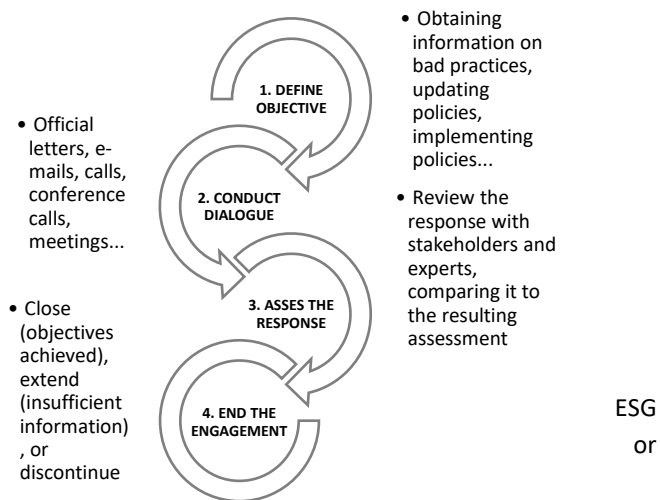 • Obtaining
information on
bad practices,
updating
policies,
implementing
policies...
1. DEFINE
OBJECTIVE
• Official
letters, e-
mails, calls,
conference
calls,
meetings...
2. CONDUCT
DIALOGUE
• Review the
response with
stakeholders and
experts,
comparing it to
the resulting
assessment
3. ASSES THE
RESPONSE
• Close
(objectives
achieved),
extend
(insufficient
information)
, or
discontinue
4. END THE
ENGAGEMENT
ESG
or